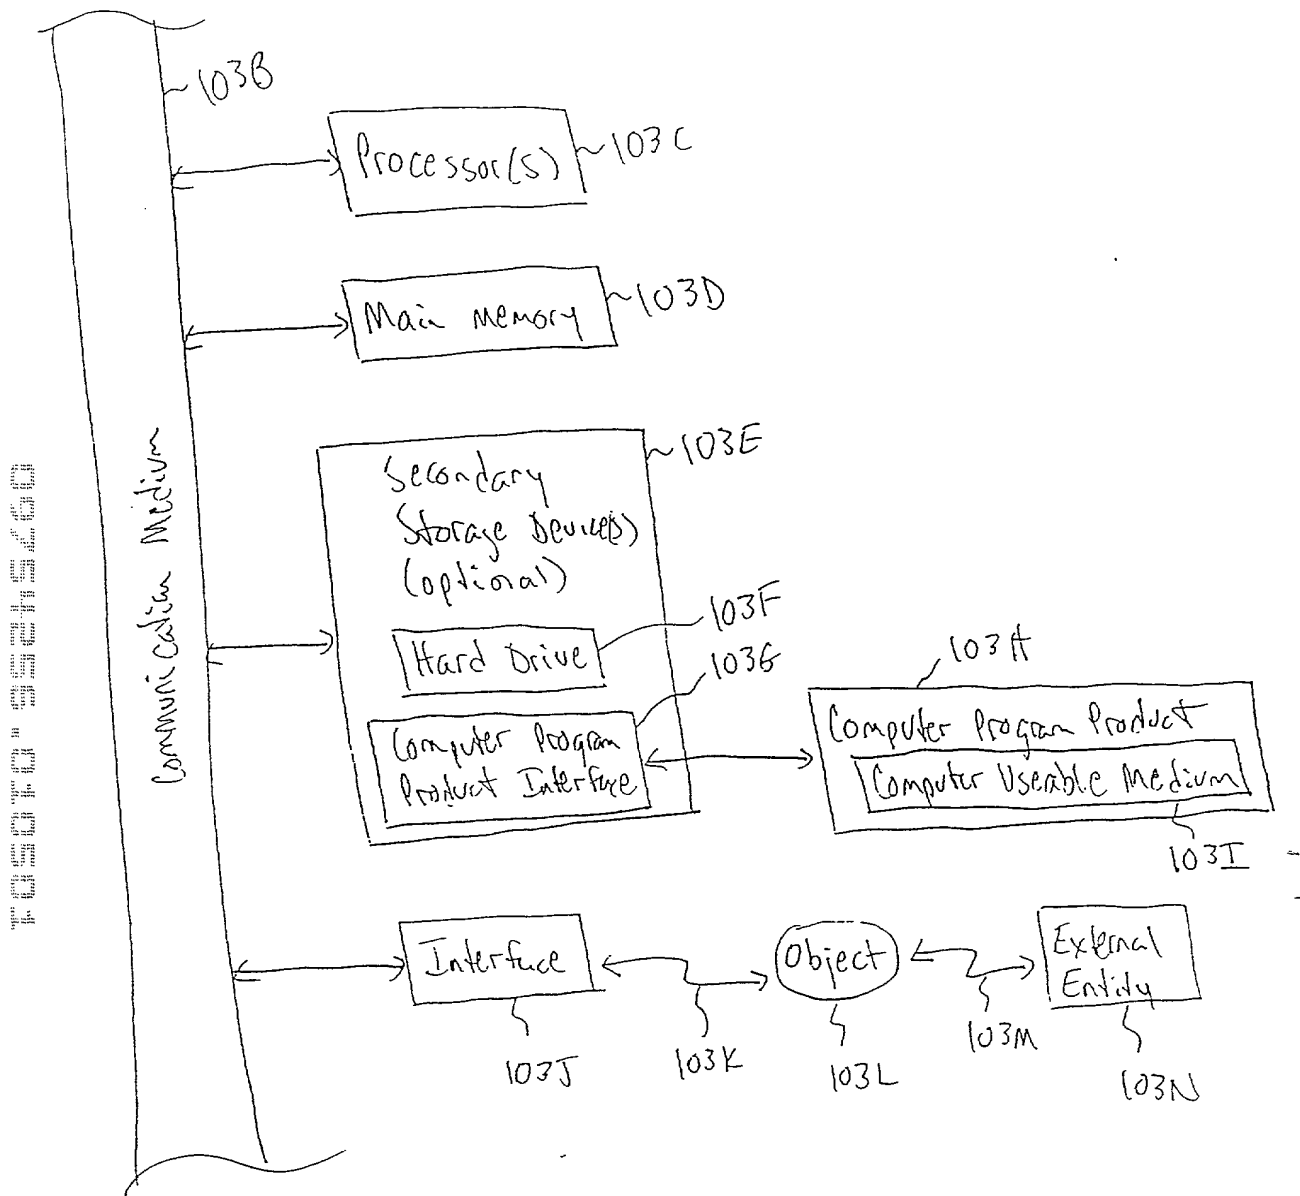 103B
Processor(s)
103C
Main Memory
103D
Communication Medium
103E
Secondary
Storage Device(s)
(optional)
Hard Drive
103F
103G
Computer Program
Product Interface
103H
Computer Program Product
Computer Useable Medium
103I
Interface
Object
External
Entity
103J
103K
103L
103M
103N
09754256.010501